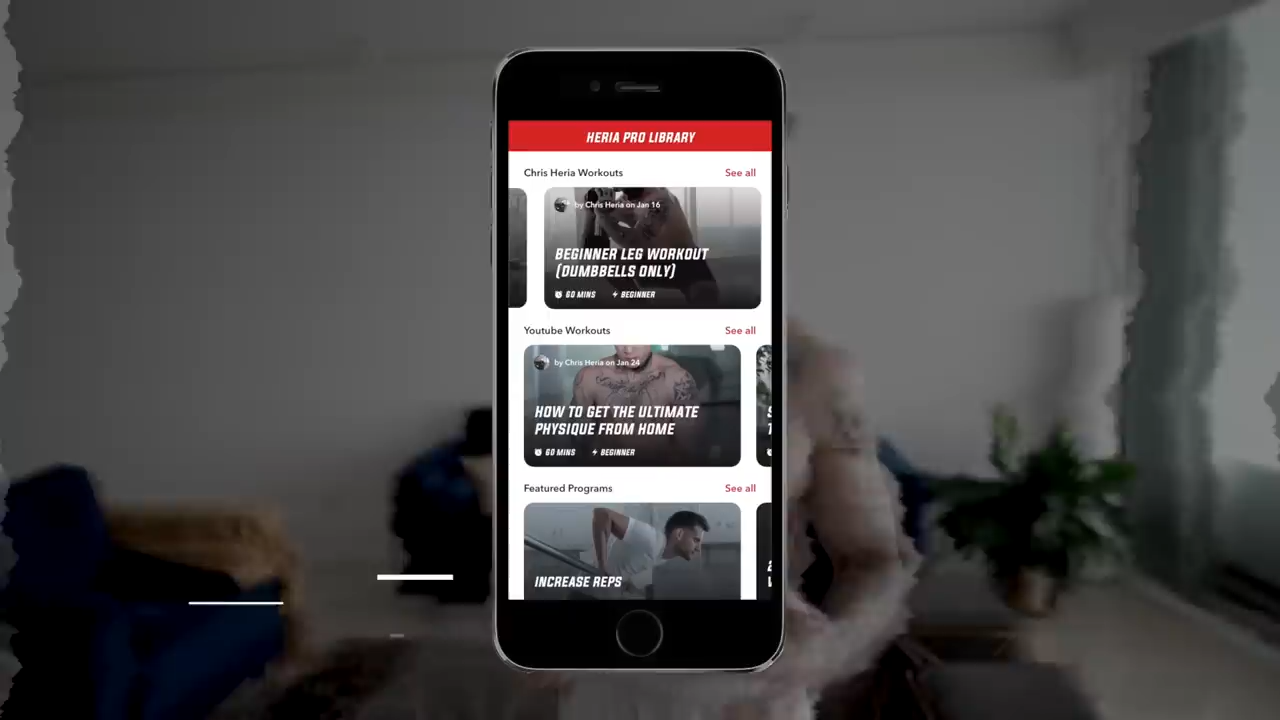 HERIA PRO LIBRARY
Chris Heria Workouts
See all
by Chris Heria on Jan 16
BEGINNER LEG WORKOUT
(DUMBBELLS ONLY)
60 MINS
BEGINNER
Youtube Workouts
See all
by Chris Heria on Jan 24
HOW TO GET THE ULTIMATE
PHYSIQUE FROM HOME
60 MINS
BEGINNER
Featured Programs
See all
INCREASE REPS